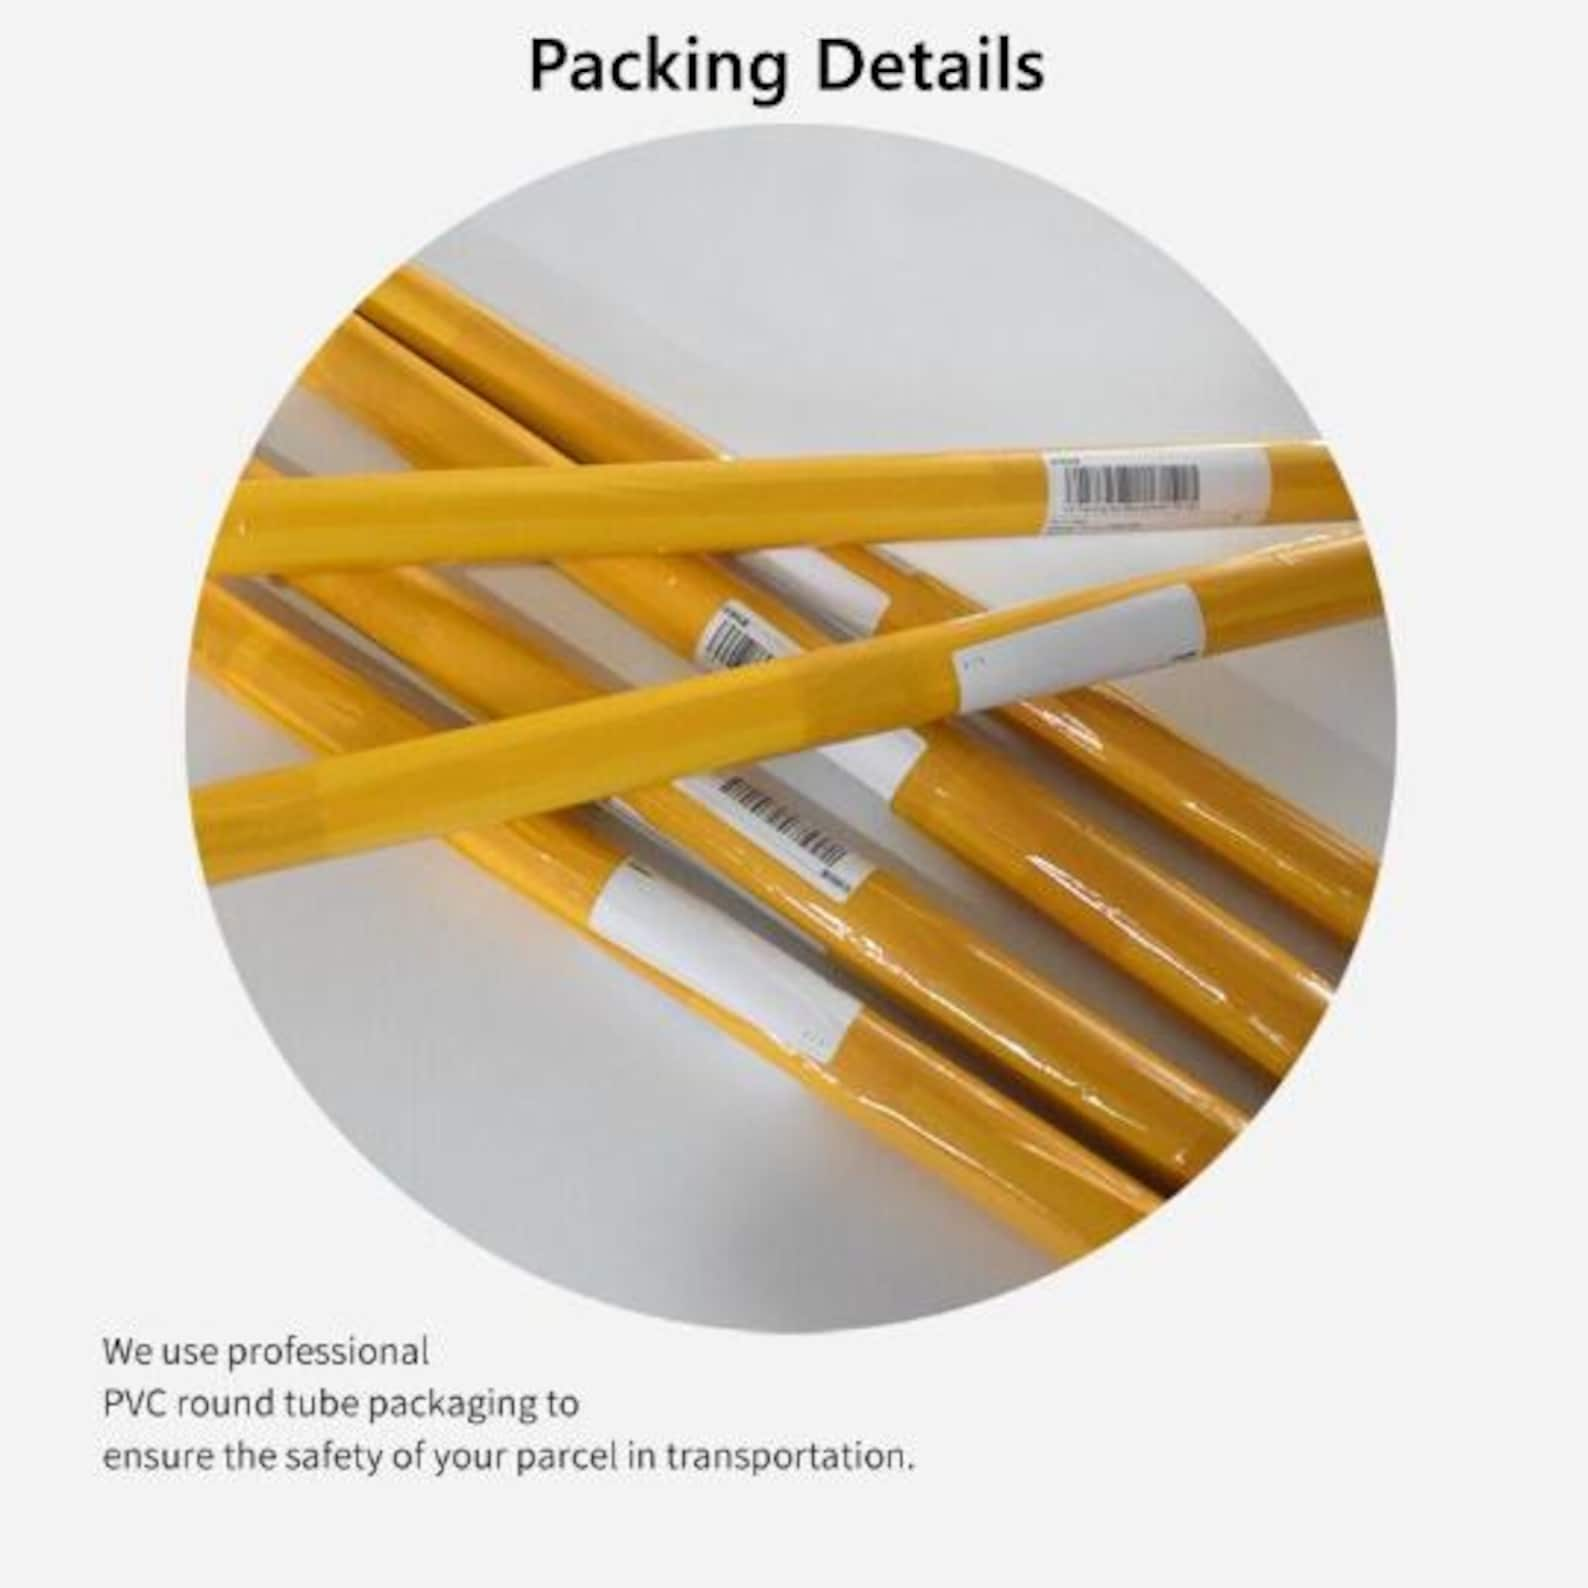 Packing Details
We use professional
PVC round tube packaging to
ensure the safety of your parcel in transportation.